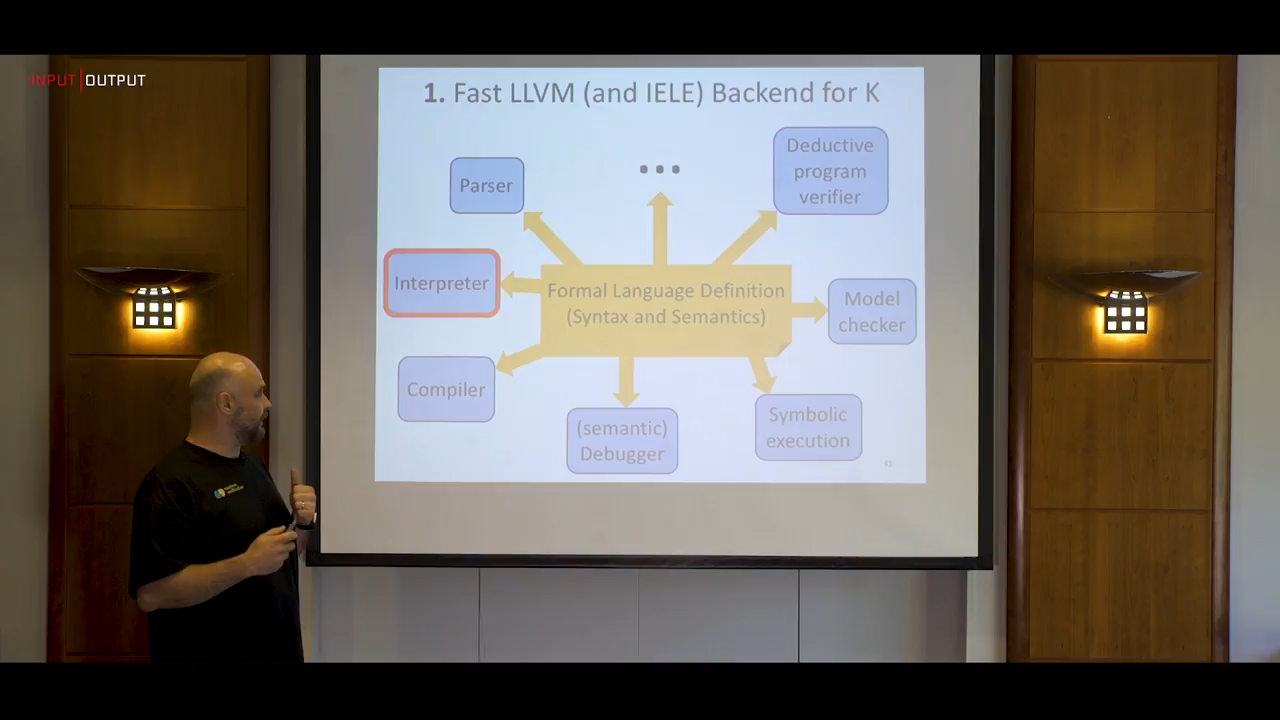 INPUT|OUTPUT
1. Fast LLVM (and IELE) Backend for K
Parser
...
Deductive
program
verifier
Interpreter
Formal Language Definition
(Syntax and Semantics)
Model
checker
Compiler
(semantic)
Debugger
Symbolic
execution
41